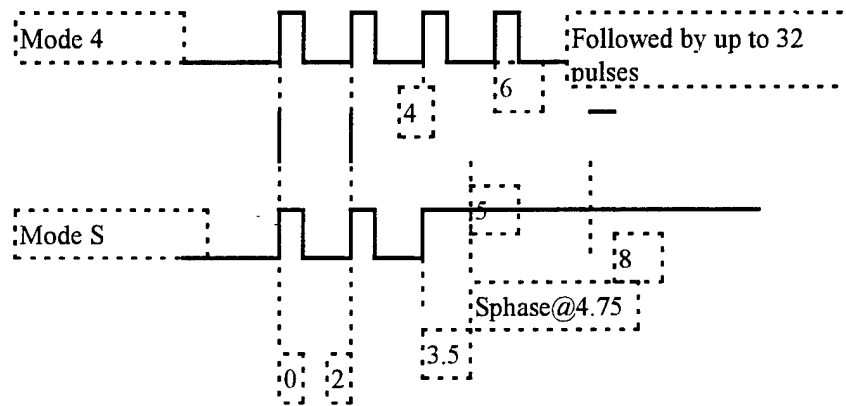 Mode 4
Followed by up to 32
pulses
6
4
Mode S
5
8
Sphase@4.75
3.5
0
2